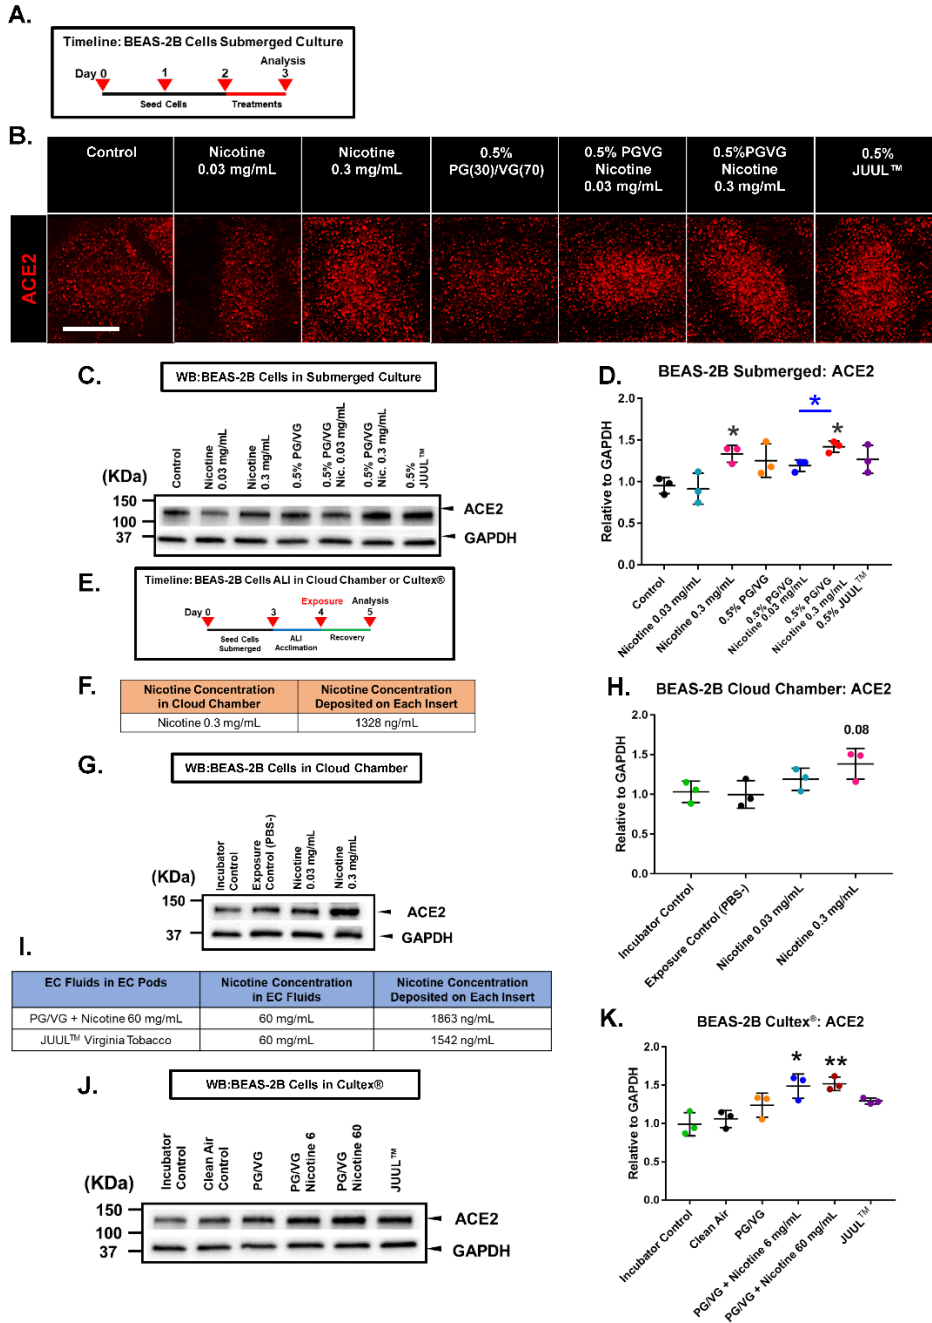 A.
Timeline: BEAS-2B Cells Submerged Culture
Analysis
Day 0 1 2 3
Seed Cells Treatments
B.
Control
Nicotine
0.03 mg/mL
Nicotine
0.3 mg/mL
0.5%
PG(30)/VG(70)
0.5% PGVG
Nicotine
0.03 mg/mL
0.5%PGVG
Nicotine
0.3 mg/mL
0.5%
JUUL™
ACE2
C.
WB:BEAS-2B Cells in Submerged Culture
Control
Nicotine
0.03 mg/mL
Nicotine
0.3 mg/mL
0.5% PG/VG
0.5% PG/VG
Nic. 0.03 mg/mL
0.5% PG/VG
Nic. 0.3 mg/mL
0.5%
JUUL™
(KDa)
150
100
37
ACE2
GAPDH
D.
BEAS-2B Submerged: ACE2
Relative to GAPDH
2.0
1.5
1.0
0.5
0.0
*
*
*
Control
Nicotine 0.03 mg/mL
Nicotine 0.3 mg/mL
0.5% PG/VG
0.5% PG/VG
Nicotine 0.03 mg/mL
0.5% PG/VG
Nicotine 0.3 mg/mL
0.5% JUUL™
E.
Timeline: BEAS-2B Cells ALI in Cloud Chamber or Cultex®
Exposure Analysis
Day 0 3 4 5
Seed Cells
Submerged
ALI
Acclimation
Recovery
F.
Nicotine Concentration
in Cloud Chamber
Nicotine Concentration
Deposited on Each Insert
Nicotine 0.3 mg/mL
1328 ng/mL
G.
WB:BEAS-2B Cells in Cloud Chamber
Incubator
Control
Exposure
Control (PBS-)
Nicotine
0.03 mg/mL
Nicotine
0.3 mg/mL
(KDa)
150
37
ACE2
GAPDH
H.
BEAS-2B Cloud Chamber: ACE2
Relative to GAPDH
2.0
1.5
1.0
0.5
0.0
0.08
Incubator Control
Exposure Control (PBS-)
Nicotine 0.03 mg/mL
Nicotine 0.3 mg/mL
I.
EC Fluids in EC Pods
Nicotine Concentration
in EC Fluids
Nicotine Concentration
Deposited on Each Insert
PG/VG + Nicotine 60 mg/mL
60 mg/mL
1863 ng/mL
JUUL™ Virginia Tobacco
60 mg/mL
1542 ng/mL
J.
WB:BEAS-2B Cells in Cultex®
Incubator
Control
Clean Air
Control
PG/VG
PG/VG
Nicotine 6
PG/VG
Nicotine 60
JUUL™
(KDa)
150
100
37
ACE2
GAPDH
K.
BEAS-2B Cultex®: ACE2
Relative to GAPDH
2.0
1.5
1.0
0.5
0.0
*
**
Incubator Control
Clean Air
PG/VG
PG/VG + Nicotine 6 mg/mL
PG/VG + Nicotine 60 mg/mL
JUUL™